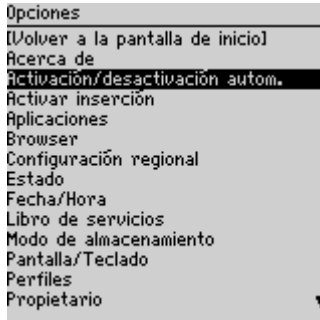 Opciones
[Volver a la pantalla de inicio]
Acerca de
Activación/desactivación autom.
Activar inserción
Aplicaciones
Browser
Configuración regional
Estado
Fecha/Hora
Libro de servicios
Modo de almacenamiento
Pantalla/Teclado
Perfiles
Propietario